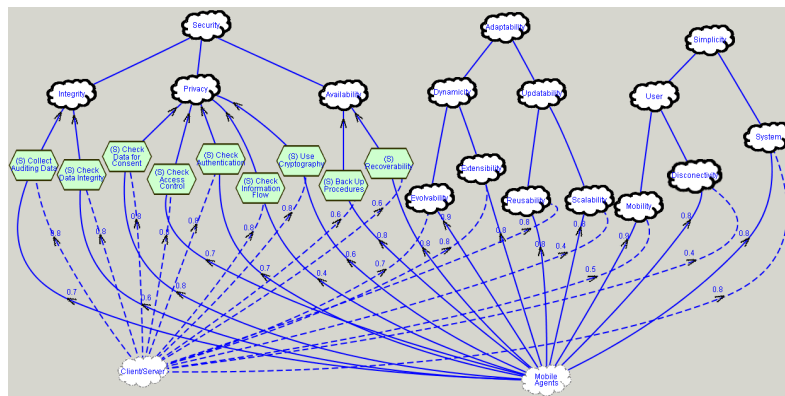 Security
Adaptability
Simplicity
Integrity
Privacy
Availability
Dynamicity
Updatability
User
System
(S) Collect
Auditing Data
(S) Check
Data Integrity
(S) Check
Data for
Consent
(S) Check
Access
Control
(S) Check
Authentication
(S) Check
Information
Flow
(S) Use
Cryptography
(S) Back Up
Procedures
(S)
Recoverability
Evolvability
Extensibility
Reusability
Scalability
Mobility
Disconectivity
0.8
0.8
0.8
0.8
0.8
0.6
0.6
0.9
0.8
0.8
0.8
0.8
0.8
0.8
0.7
0.8
0.8
0.8
0.7
0.8
0.8
0.4
0.9
0.4
0.8
0.7
0.6
0.8
0.7
0.4
0.6
0.5
0.8
Client/Server
Mobile
Agents